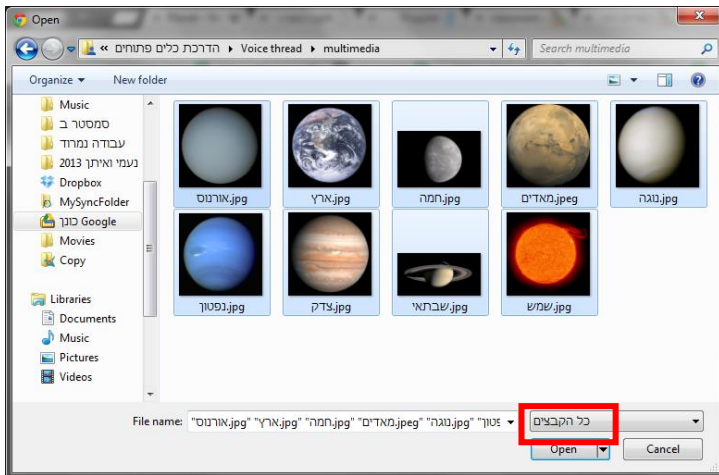 Open
« הדרכת כלים פתוחים ▸ Voice thread ▸ multimedia
Search multimedia
Organize
New folder
Music
סמסטר ב
עבודה נמרוד
נעמי ואיתן 2013
Dropbox
MySyncFolder
כונן Google
Movies
Copy
Libraries
Documents
Music
Pictures
Videos
אורנוס.jpg
ארץ.jpg
חמה.jpg
מאדים.jpeg
נוגה.jpg
נפטון.jpg
צדק.jpg
שבתאי.jpg
שמש.jpg
File name:
"אורנוס.jpg" "ארץ.jpg" "חמה.jpg" "מאדים.jpeg" "נוגה.jpg" "פטון
כל הקבצים
Open
Cancel